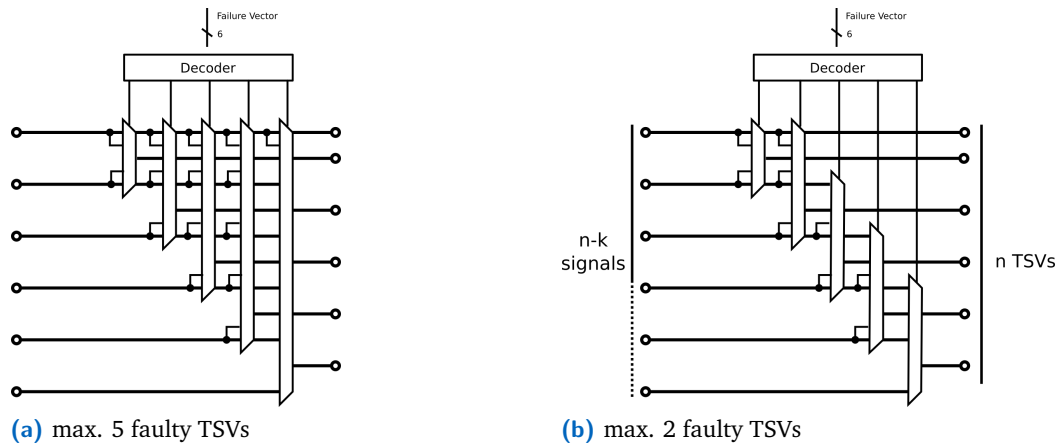 Failure Vector
6
Decoder
(a) max. 5 faulty TSVs
Failure Vector
6
Decoder
n-k
signals
n TSVs
(b) max. 2 faulty TSVs